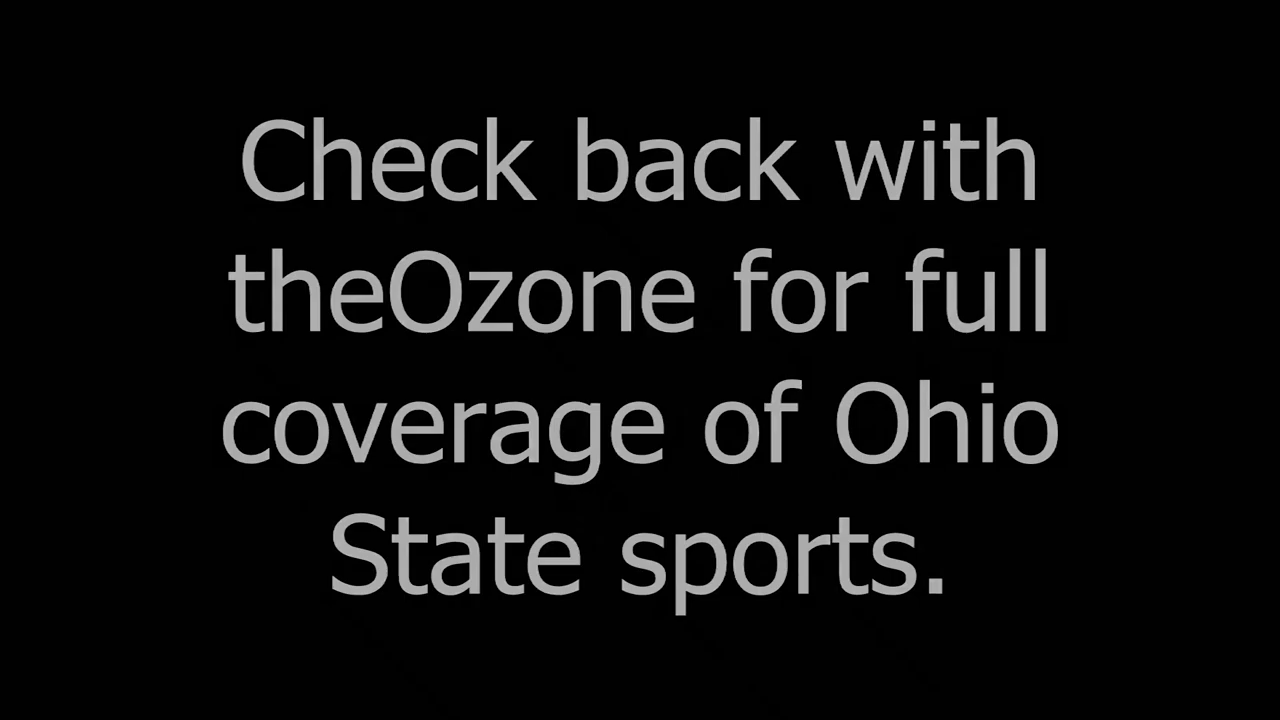 Check back with
theOzone for full
coverage of Ohio
State sports.